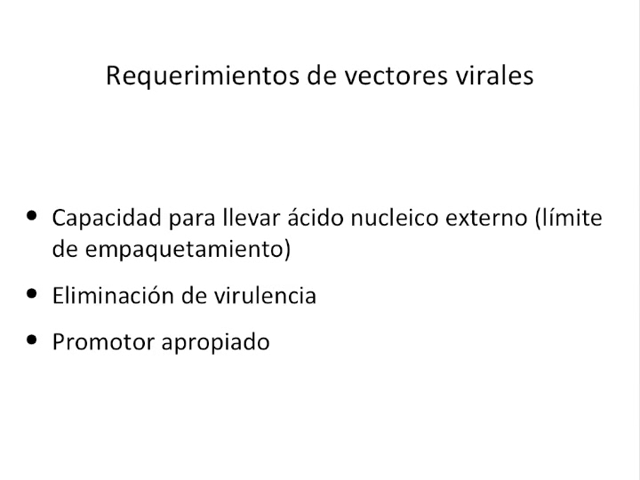 Requerimientos de vectores virales
• Capacidad para llevar ácido nucleico externo (límite
de empaquetamiento)
• Eliminación de virulencia
• Promotor apropiado